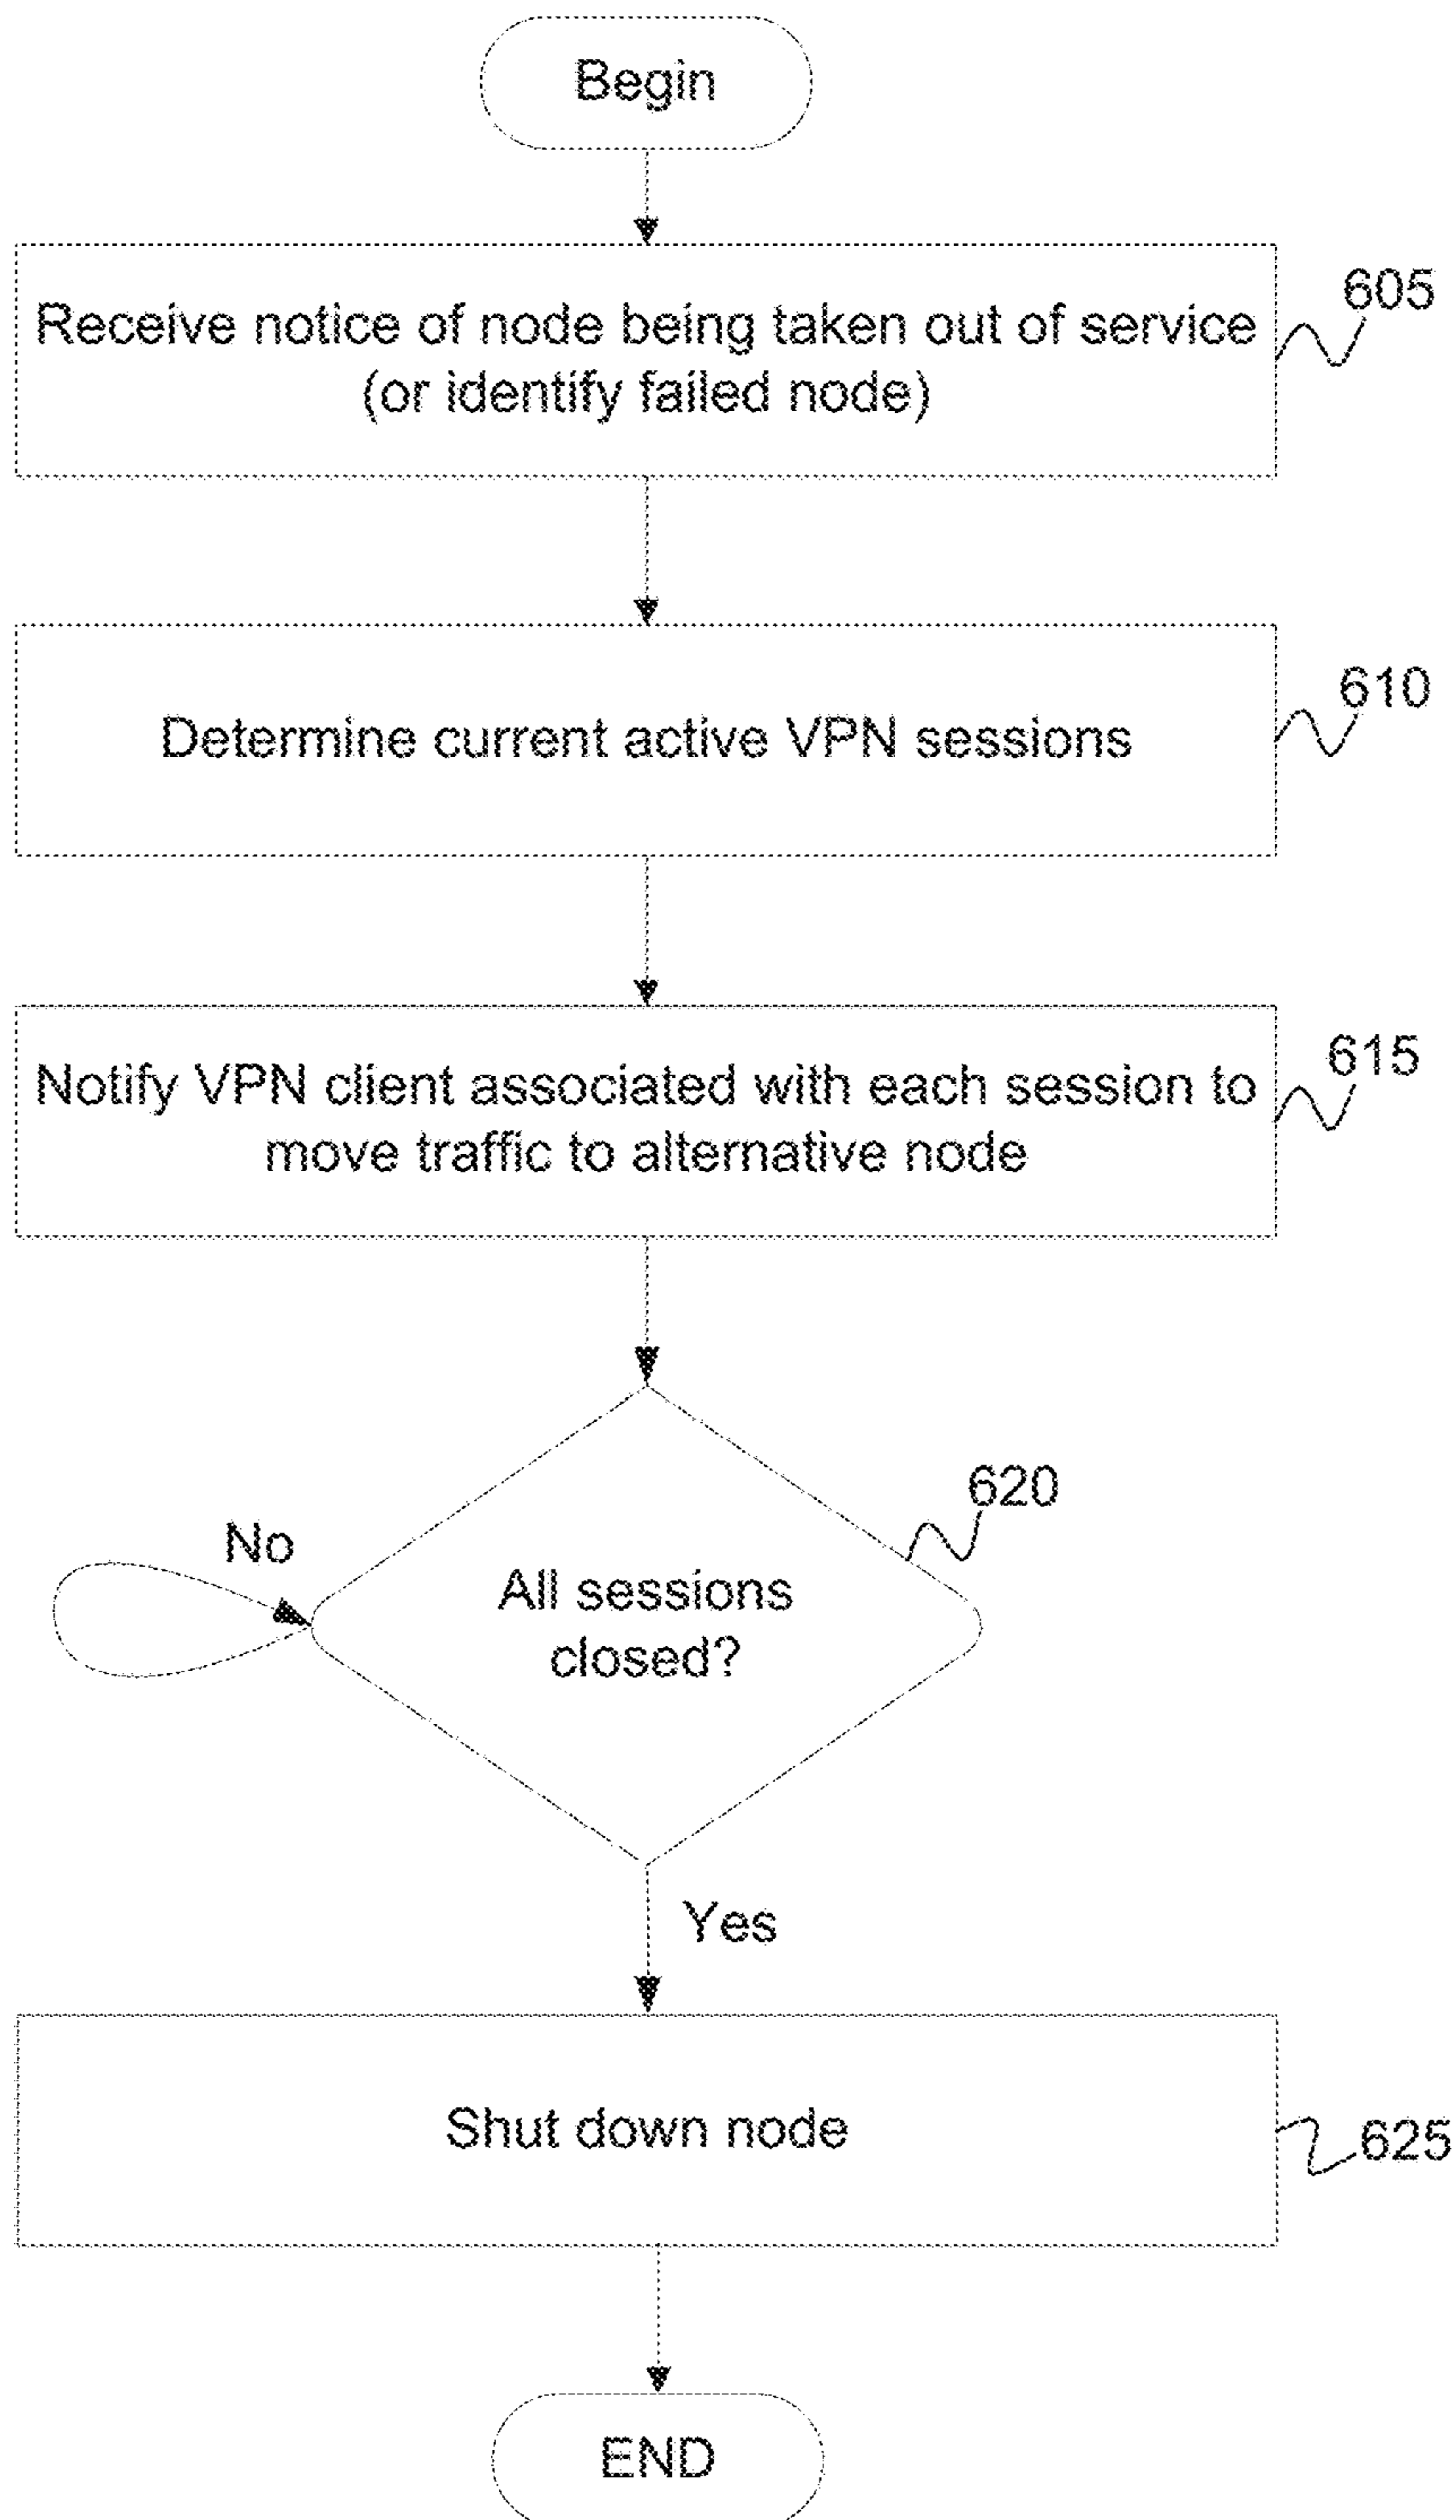 Begin
Receive notice of node being taken out of service
(or identify failed node)
605
Determine current active VPN sessions
610
Notify VPN client associated with each session to
move traffic to alternative node
615
All sessions
closed?
620
No
Yes
Shut down node
625
END